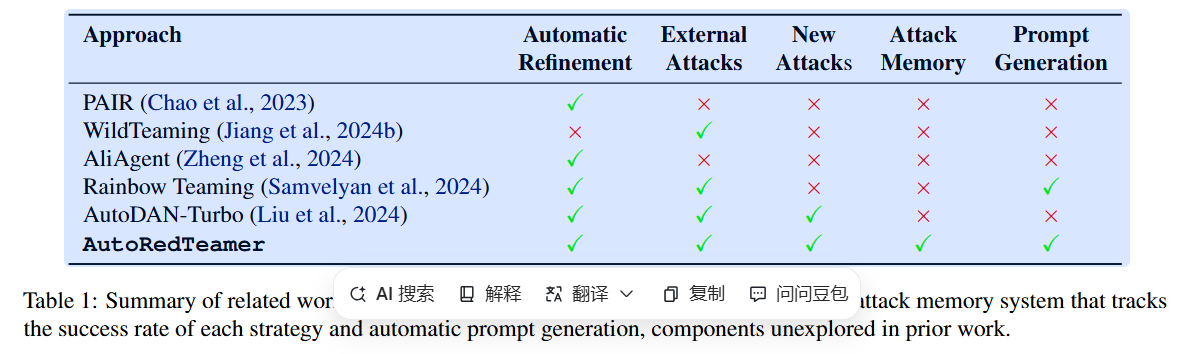 Approach Automatic Refinement External Attacks New Attacks Attack Memory Prompt Generation
PAIR (Chao et al., 2023) ✓ × × × ×
WildTeaming (Jiang et al., 2024b) × ✓ × × ×
AliAgent (Zheng et al., 2024) ✓ × × × ×
Rainbow Teaming (Samvelyan et al., 2024) ✓ ✓ × × ✓
AutoDAN-Turbo (Liu et al., 2024) ✓ ✓ ✓ × ×
AutoRedTeamer ✓ ✓ ✓ ✓ ✓
AI 搜索 解释 翻译 复制 问问豆包
Table 1: Summary of related attack memory system that tracks
the success rate of each strategy and automatic prompt generation, components unexplored in prior work.